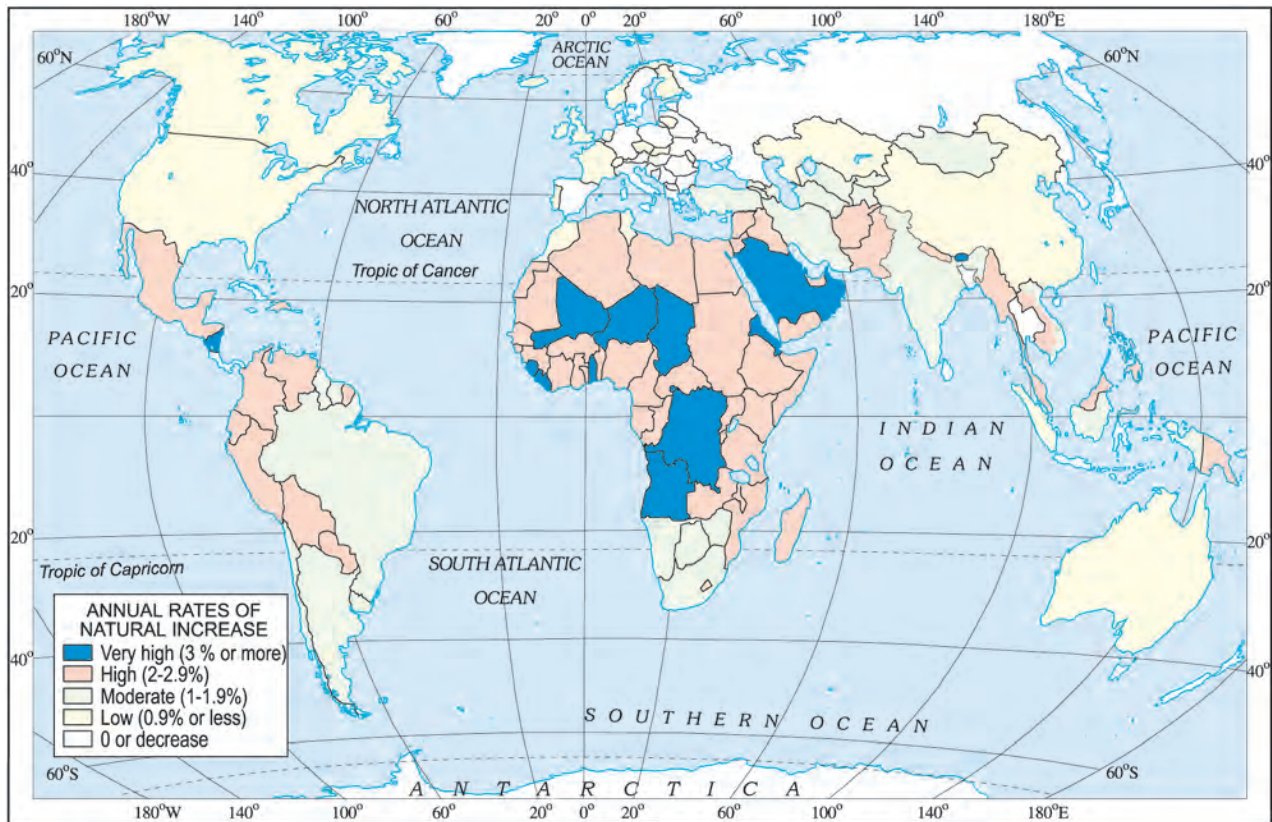 180°W 140° 100° 20° 0° 20° 60° 100° 140° 180°E
60°N
ARCTIC
OCEAN
60°N
40°
40°
NORTH ATLANTIC
OCEAN
Tropic of Cancer
20°
20°
PACIFIC
OCEAN
PACIFIC
OCEAN
INDIAN
OCEAN
20°
20°
Tropic of Capricorn
SOUTH ATLANTIC
OCEAN
ANNUAL RATES OF
NATURAL INCREASE
Very high (3 % or more)
High (2-2.9%)
Moderate (1-1.9%)
Low (0.9% or less)
0 or decrease
40°
40°
SOUTHERN OCEAN
60°S
60°S
ANTARCTICA
180°W 140° 100° 60° 20° 0° 20° 60° 100° 140° 180°E